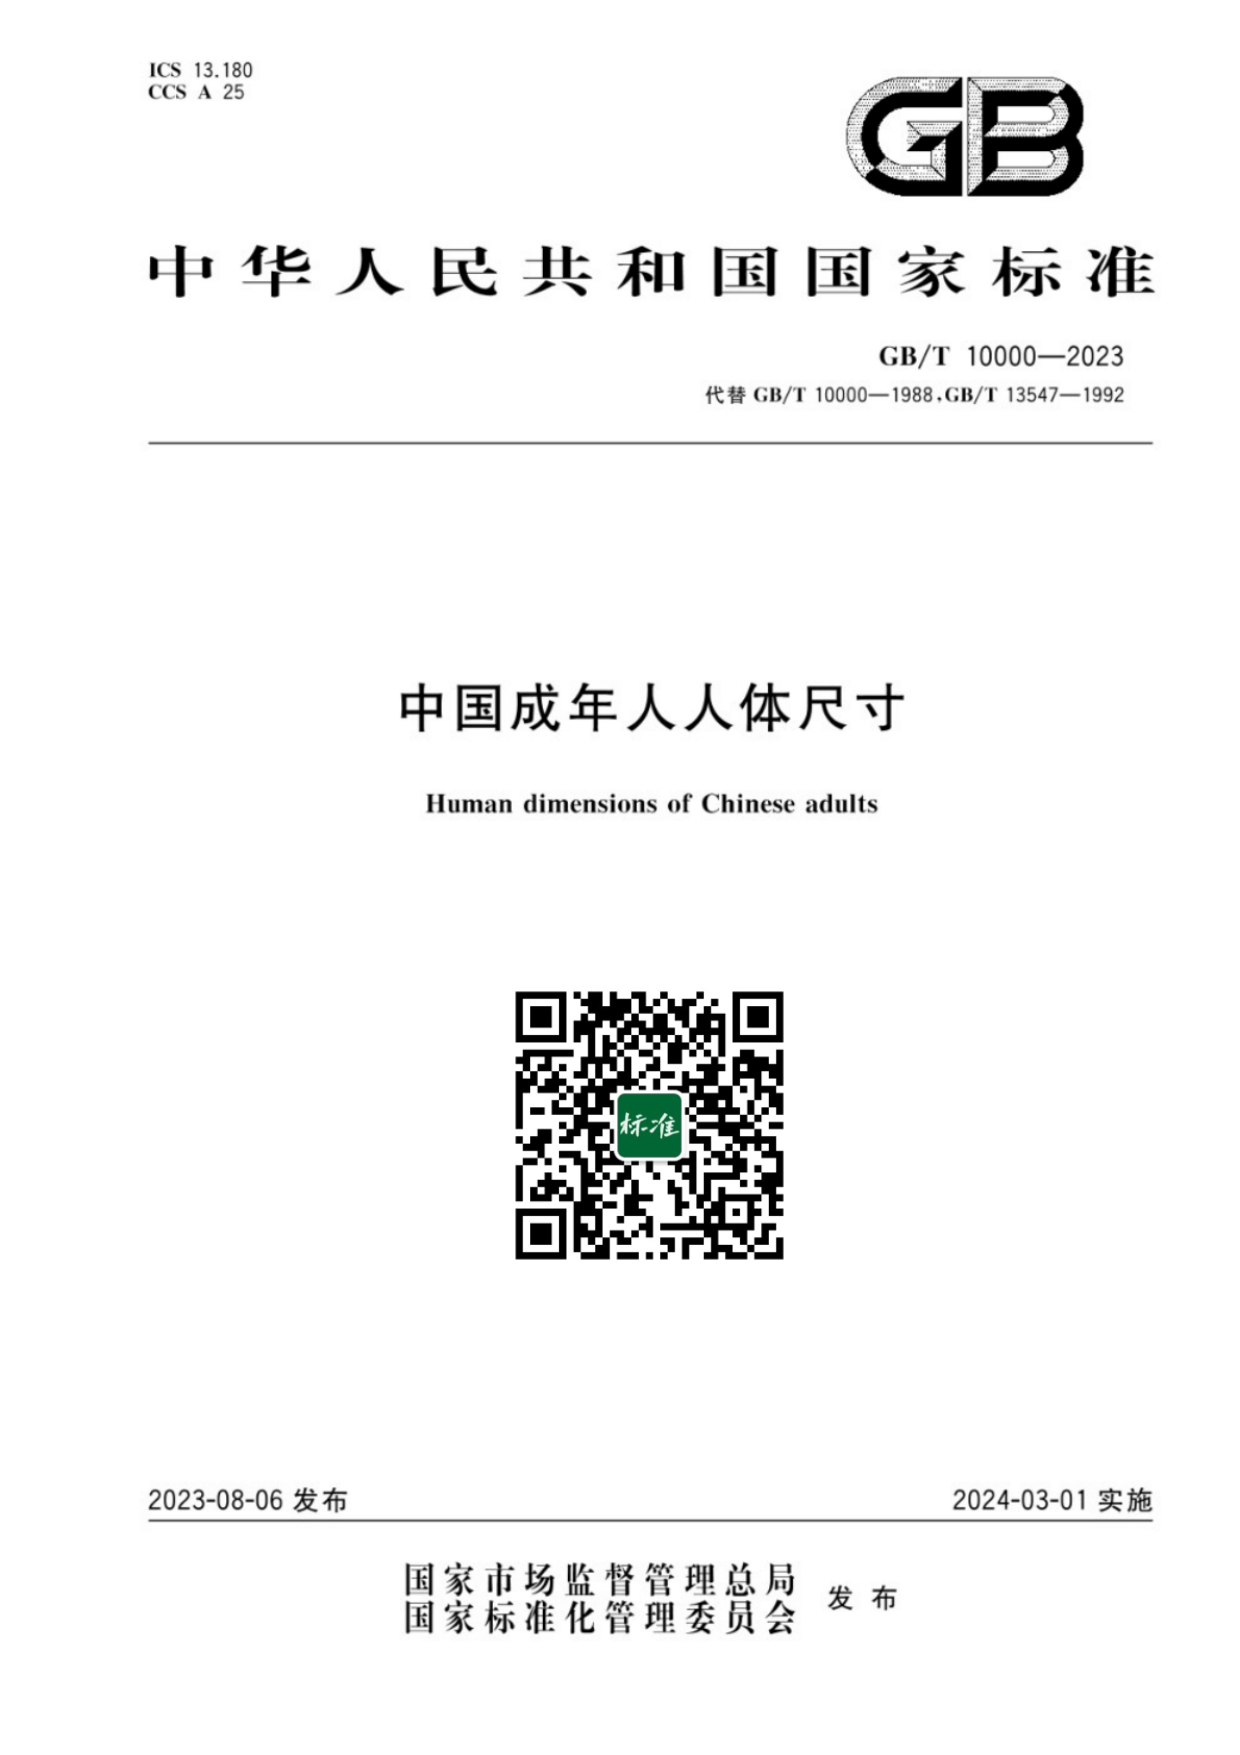 ICS 13.180
CCS A 25
GB
中华人民共和国国家标准
GB/T 10000—2023
代替 GB/T 10000—1988,GB/T 13547—1992
中国成年人人体尺寸
Human dimensions of Chinese adults
标准
2023-08-06 发布
2024-03-01 实施
国家市场监督管理总局
国家标准化管理委员会
发布